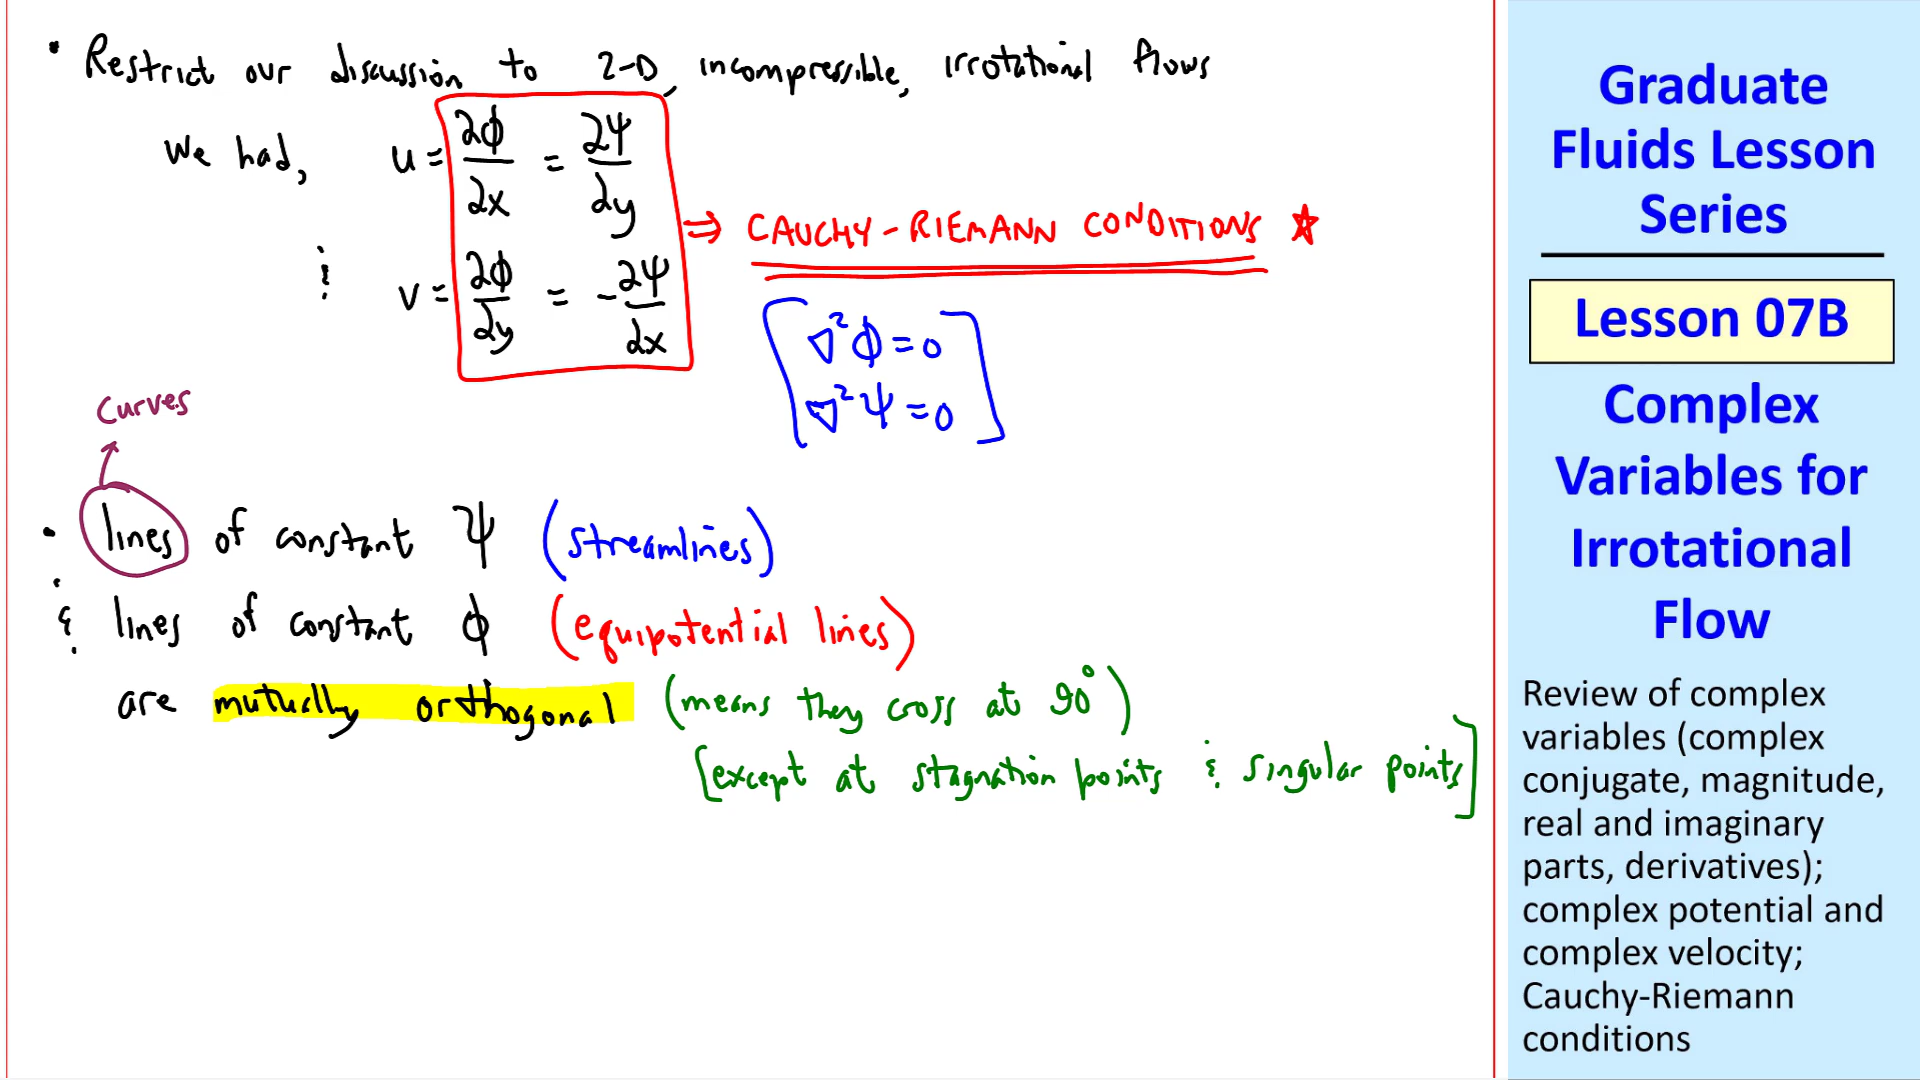 • Restrict our discussion to 2-D, incompressible, irrotational flows
We had, u = ∂ϕ/∂x = ∂ψ/∂y
& v = ∂ϕ/∂y = -∂ψ/∂x
⇒ CAUCHY-RIEMANN CONDITIONS ☆
[∇²ϕ = 0
∇²ψ = 0]
curves
• lines of constant ψ (streamlines)
& lines of constant ϕ (equipotential lines)
are mutually orthogonal (means they cross at 90°)
[except at stagnation points & singular points]
Graduate
Fluids Lesson
Series
Lesson 07B
Complex
Variables for
Irrotational
Flow
Review of complex
variables (complex
conjugate, magnitude,
real and imaginary
parts, derivatives);
complex potential and
complex velocity;
Cauchy-Riemann
conditions